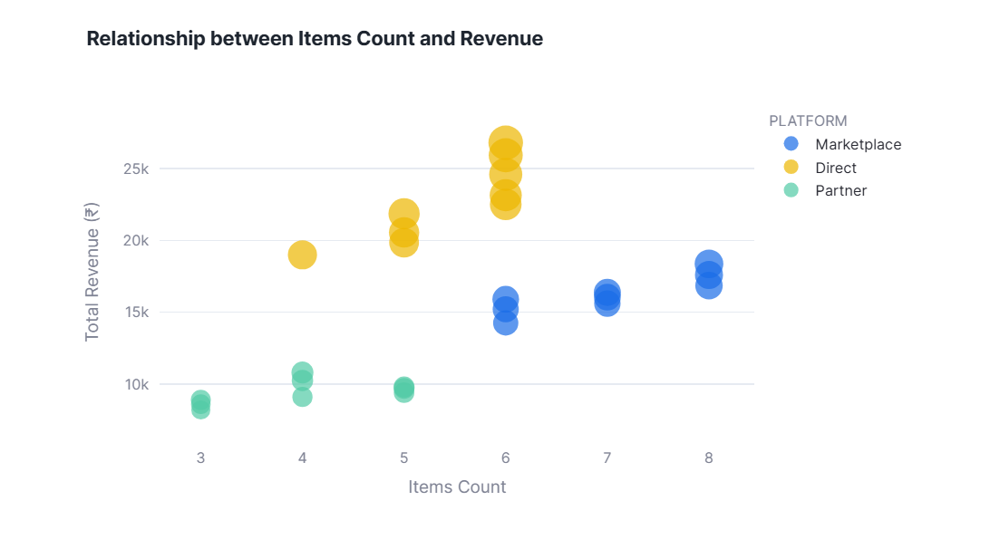 Relationship between Items Count and Revenue
PLATFORM
Marketplace
Direct
Partner
Total Revenue (₹)
25k
20k
15k
10k
3 4 5 6 7 8
Items Count